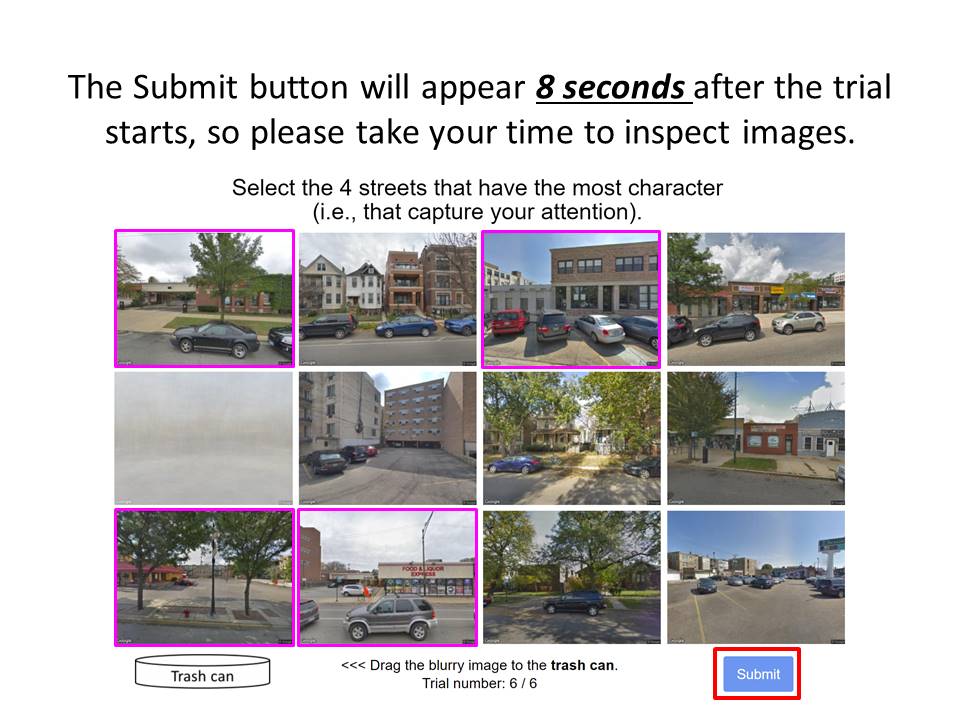 The Submit button will appear 8 seconds after the trial
starts, so please take your time to inspect images.
Select the 4 streets that have the most character
(i.e., that capture your attention).
FOOD & LIQUOR
EXPRESS
<<< Drag the blurry image to the trash can.
Trash can
Submit
Trial number: 6 / 6